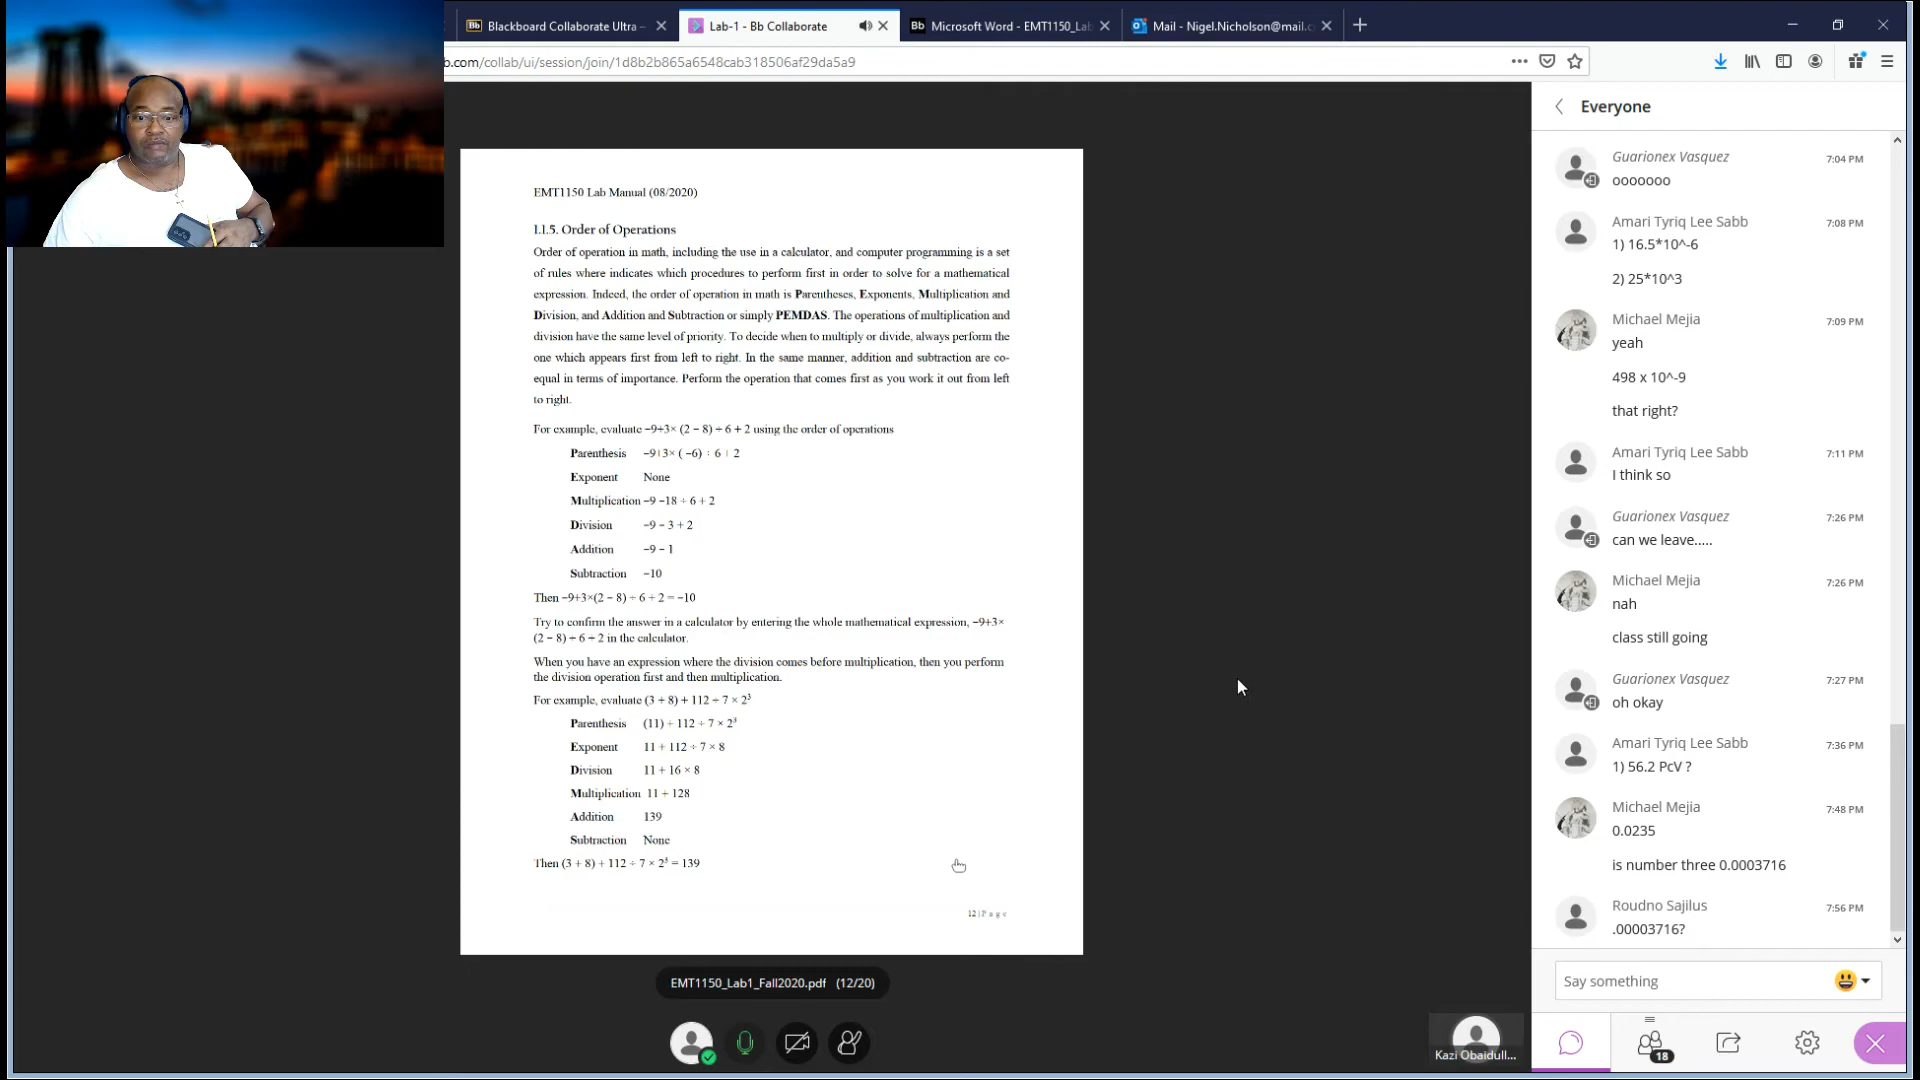 Blackboard Collaborate Ultra –
Lab-1 - Bb Collaborate
Microsoft Word - EMT1150_Lab
Mail - Nigel.Nicholson@mail.c
b.com/collab/ui/session/join/1d8b2b865a6548cab318506af29da5a9
EMT1150 Lab Manual (08/2020)
1.1.5. Order of Operations
Order of operation in math, including the use in a calculator, and computer programming is a set
of rules where indicates which procedures to perform first in order to solve for a mathematical
expression. Indeed, the order of operation in math is Parentheses, Exponents, Multiplication and
Division, and Addition and Subtraction or simply PEMDAS. The operations of multiplication and
division have the same level of priority. To decide when to multiply or divide, always perform the
one which appears first from left to right. In the same manner, addition and subtraction are co-
equal in terms of importance. Perform the operation that comes first as you work it out from left
to right.
For example, evaluate −9+3× (2 − 8) ÷ 6 + 2 using the order of operations
Parenthesis −9+3× ( −6) ÷ 6 + 2
Exponent None
Multiplication −9 −18 ÷ 6 + 2
Division −9 − 3 + 2
Addition −9 − 1
Subtraction −10
Then −9+3×(2 − 8) ÷ 6 + 2 = −10
Try to confirm the answer in a calculator by entering the whole mathematical expression, −9+3×
(2 − 8) ÷ 6 + 2 in the calculator.
When you have an expression where the division comes before multiplication, then you perform
the division operation first and then multiplication.
For example, evaluate (3 + 8) + 112 ÷ 7 × 2³
Parenthesis (11) + 112 ÷ 7 × 2³
Exponent 11 + 112 ÷ 7 × 8
Division 11 + 16 × 8
Multiplication 11 + 128
Addition 139
Subtraction None
Then (3 + 8) + 112 ÷ 7 × 2³ = 139
12 | P a g e
EMT1150_Lab1_Fall2020.pdf (12/20)
Kazi Obaidull...
Everyone
Guarionex Vasquez 7:04 PM
ooooooo
Amari Tyriq Lee Sabb 7:08 PM
1) 16.5*10^-6
2) 25*10^3
Michael Mejia 7:09 PM
yeah
498 x 10^-9
that right?
Amari Tyriq Lee Sabb 7:11 PM
I think so
Guarionex Vasquez 7:26 PM
can we leave.....
Michael Mejia 7:26 PM
nah
class still going
Guarionex Vasquez 7:27 PM
oh okay
Amari Tyriq Lee Sabb 7:36 PM
1) 56.2 PcV ?
Michael Mejia 7:48 PM
0.0235
is number three 0.0003716
Roudno Sajilus 7:56 PM
.00003716?
Say something
18